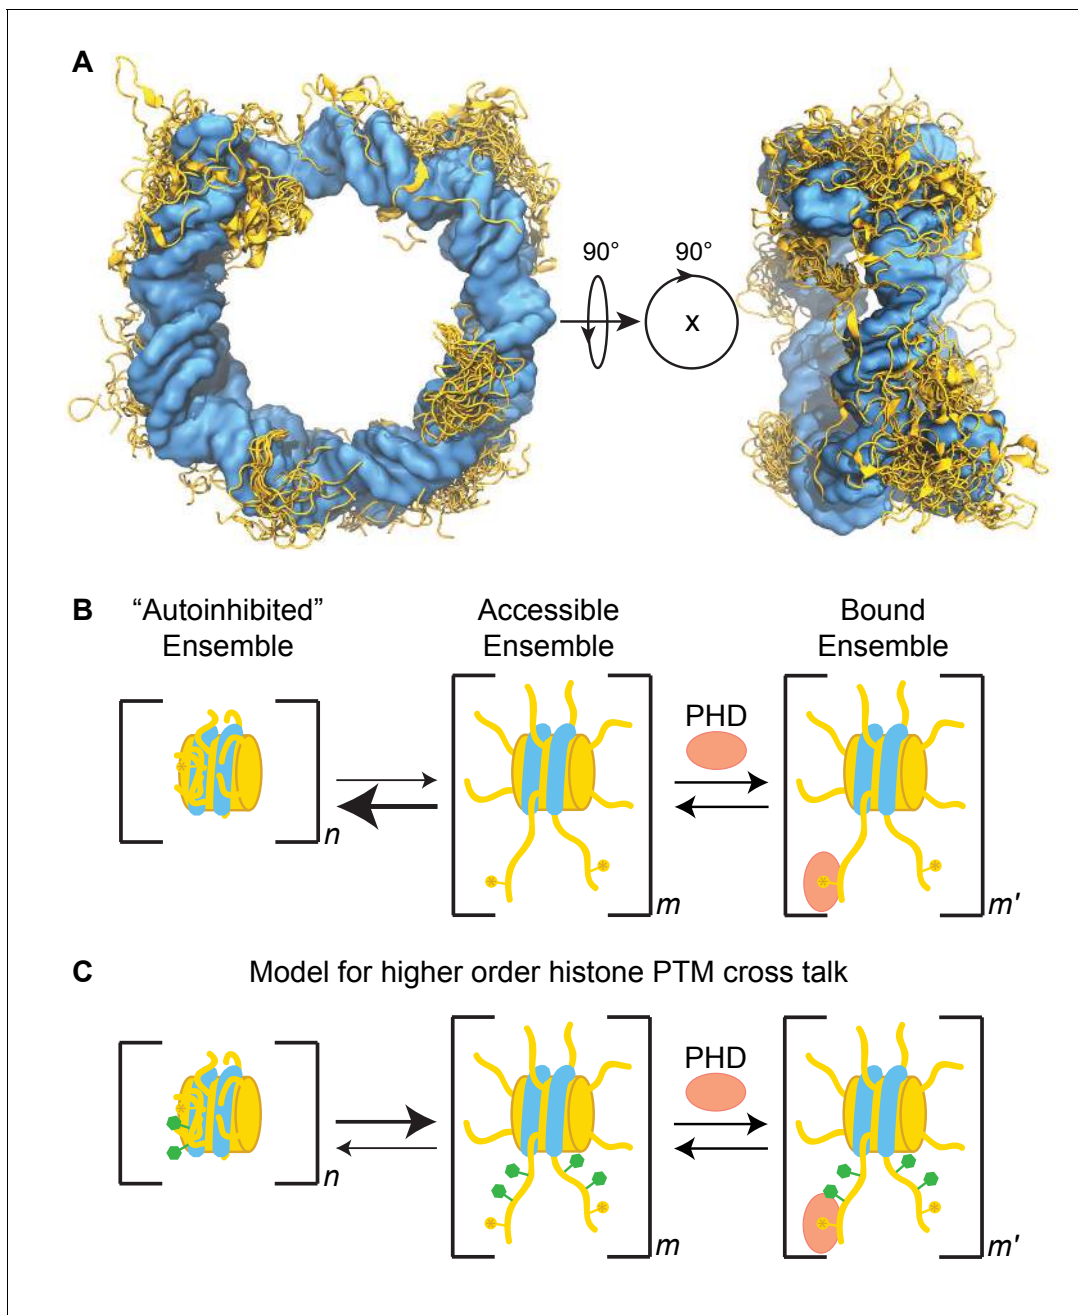 A
90°
90°
x
B
“Autoinhibited”
Ensemble
Accessible
Ensemble
Bound
Ensemble
PHD
n
m
m'
C
Model for higher order histone PTM cross talk
PHD
n
m
m'